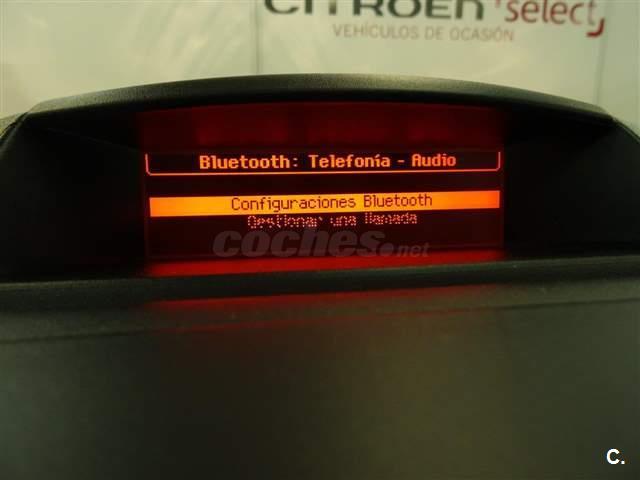 CITROËN select
VEHÍCULOS DE OCASIÓN
Bluetooth: Telefonía - Audio
Configuraciones Bluetooth
Gestionar una llamada
coches.net
C.